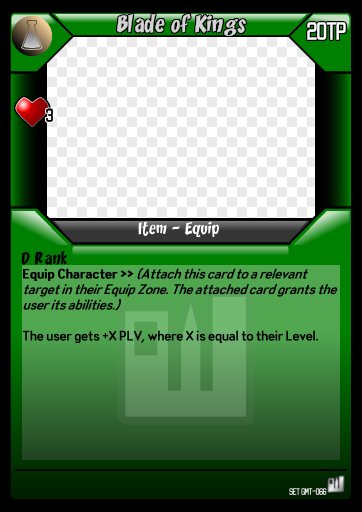 Blade of Kings
20TP
3
Item - Equip
D Rank
Equip Character >> (Attach this card to a relevant
target in their Equip Zone. The attached card grants the
user its abilities.)
The user gets +X PLV, where X is equal to their Level.
SET GMT-066